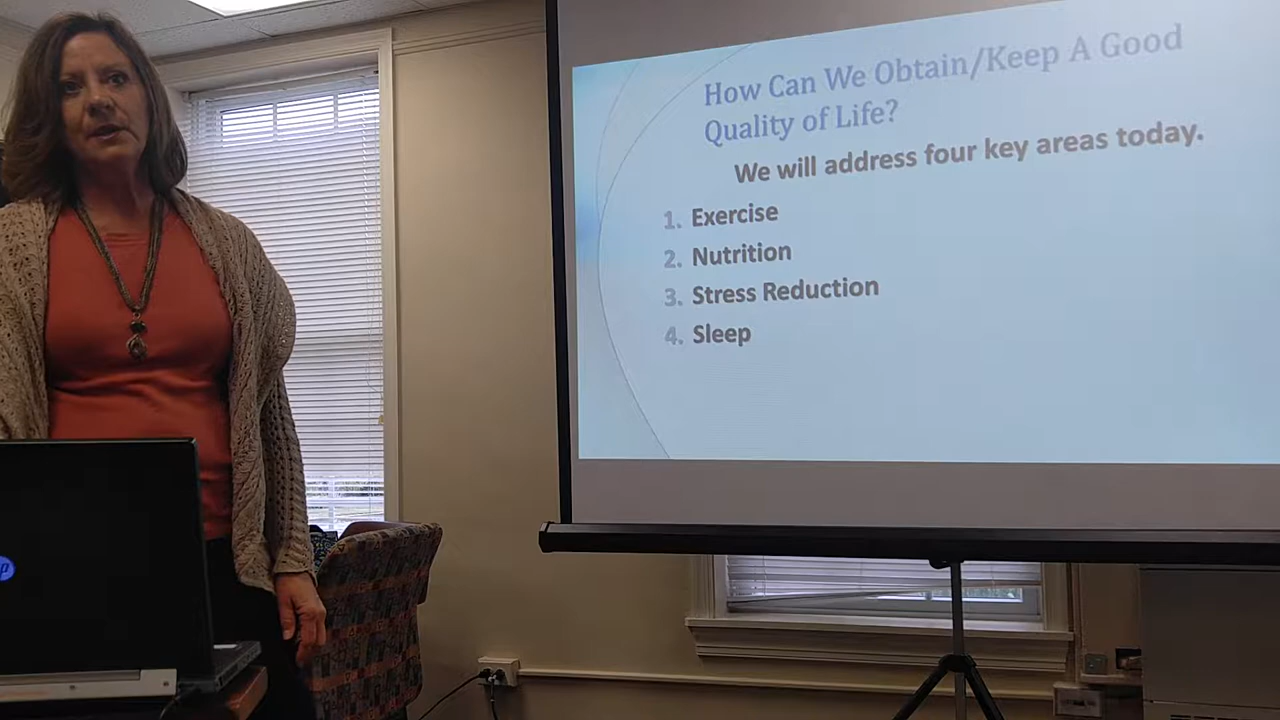 How Can We Obtain/Keep A Good
Quality of Life?
We will address four key areas today.
1. Exercise
2. Nutrition
3. Stress Reduction
4. Sleep
hp